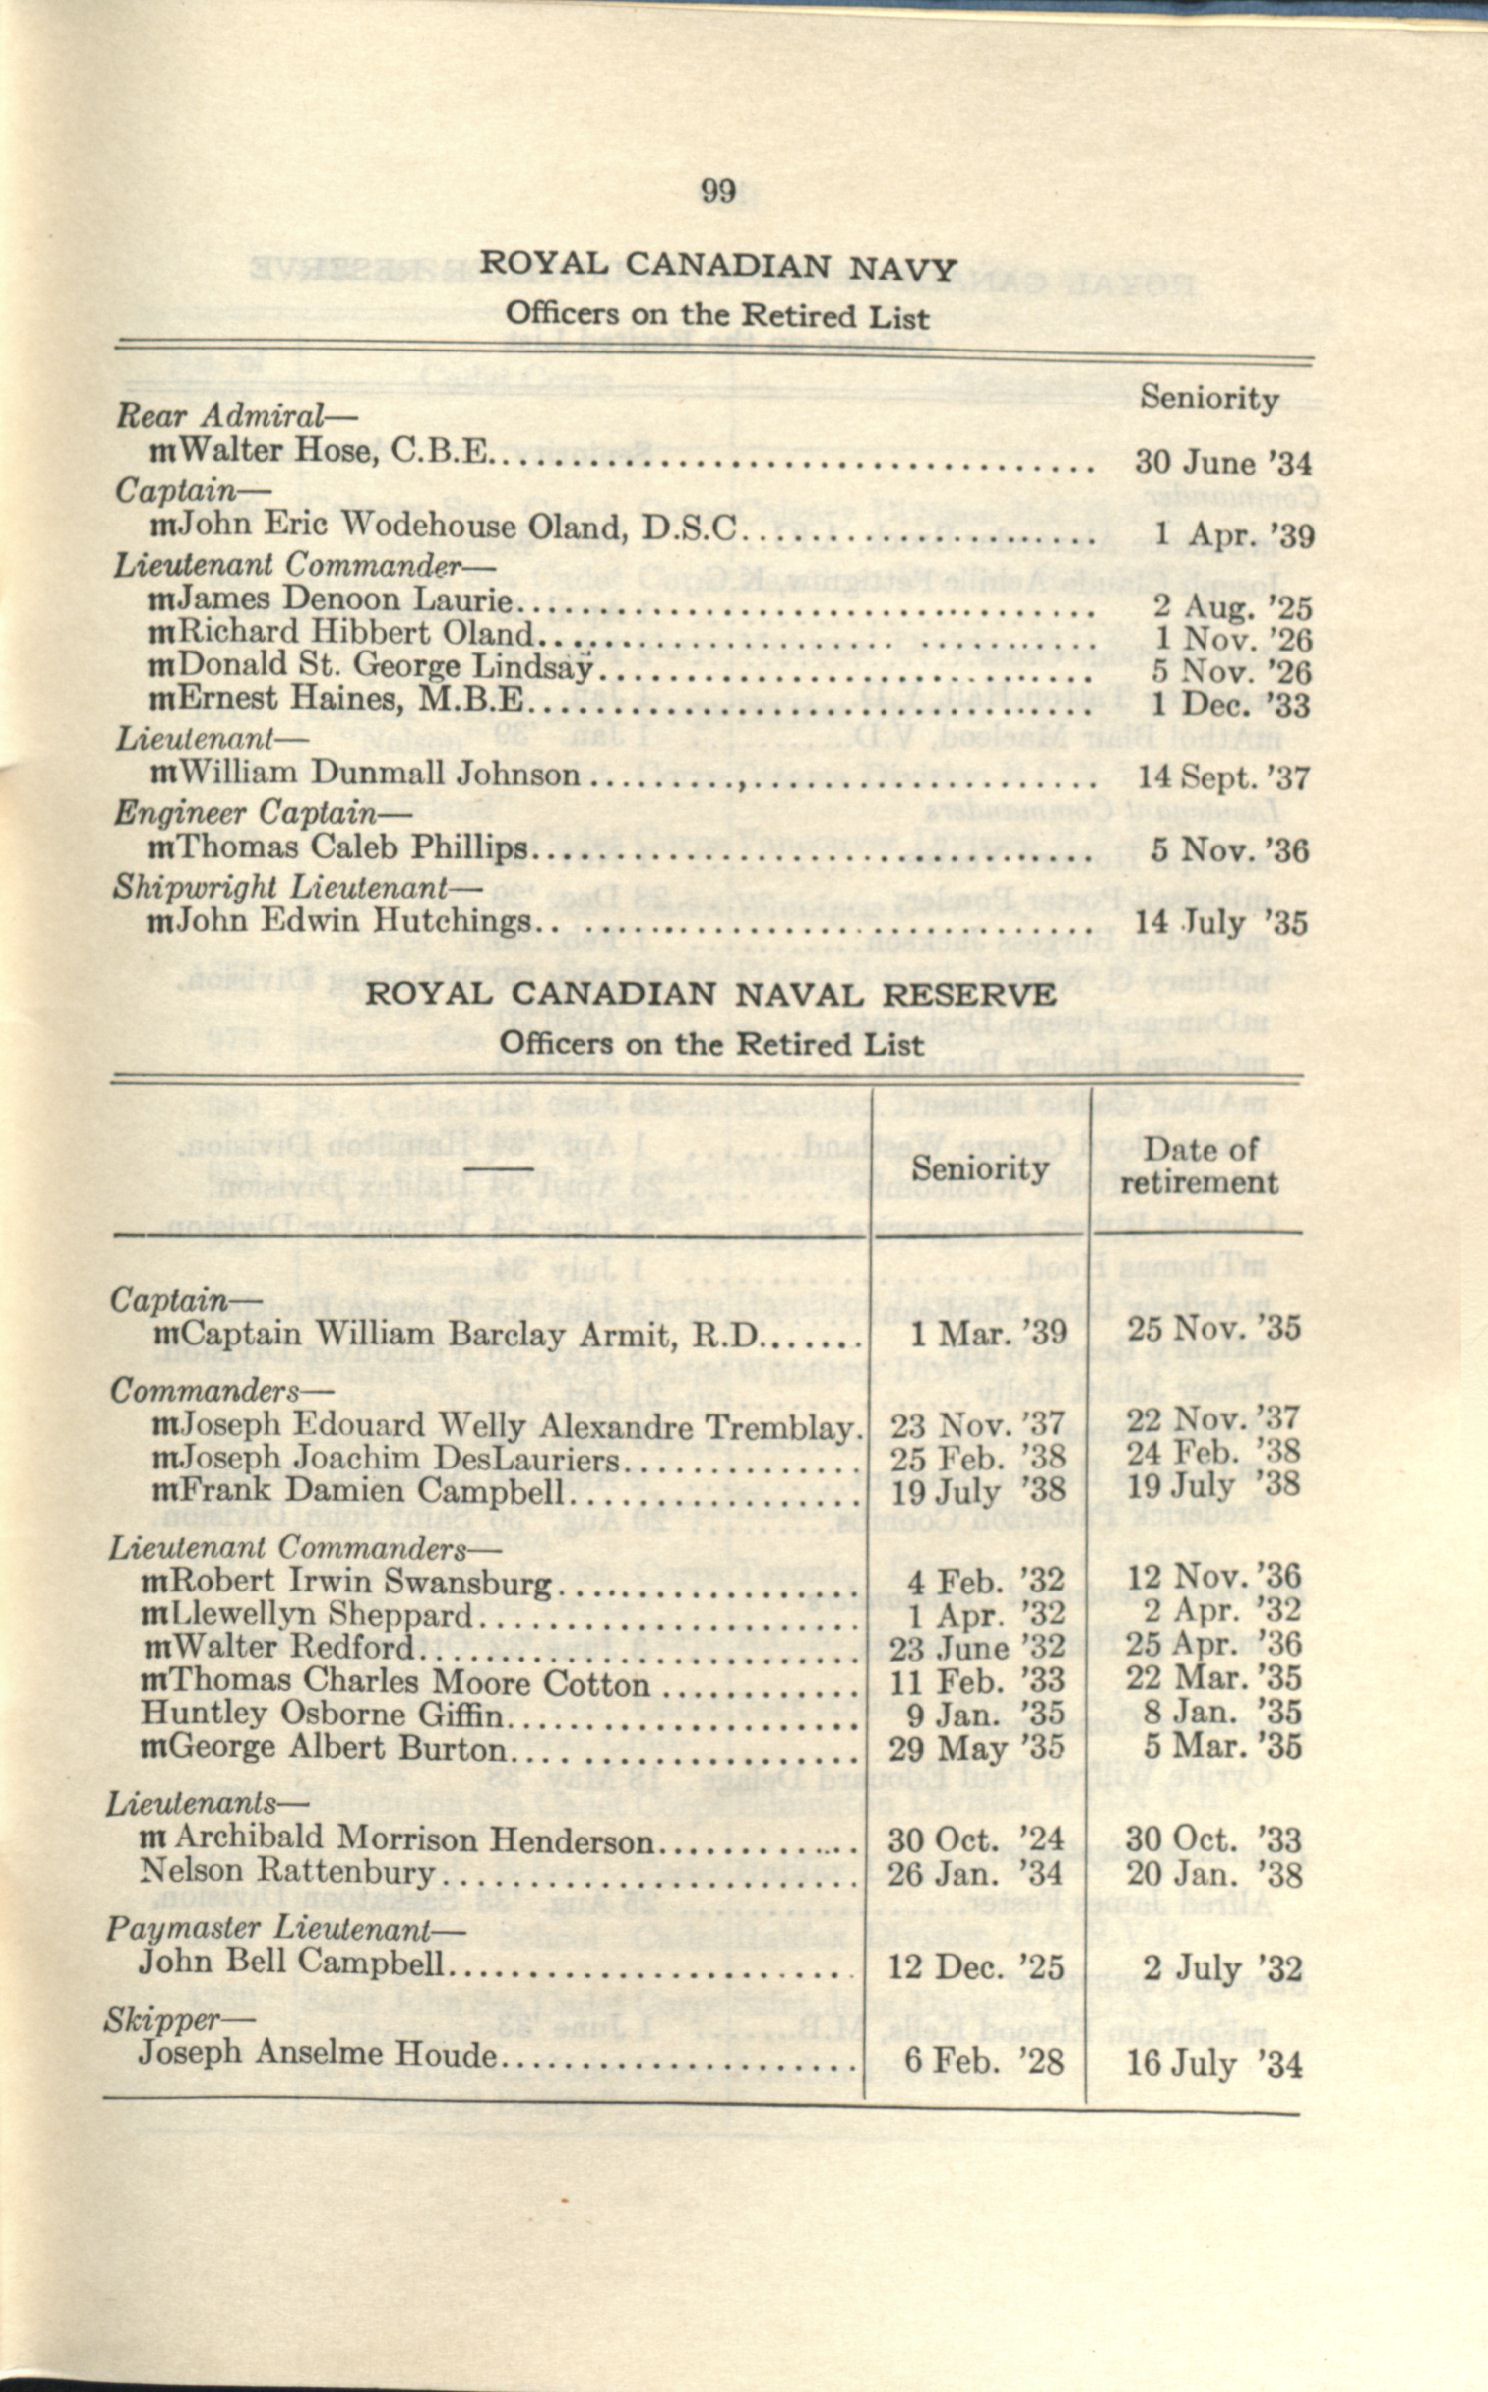 99
ROYAL CANADIAN NAVY
Officers on the Retired List
Seniority
Rear Admiral—
mWalter Hose, C.B.E. 30 June ’34
Captain—
mJohn Eric Wodehouse Oland, D.S.C. 1 Apr. ’39
Lieutenant Commander—
mJames Denoon Laurie 2 Aug. ’25
mRichard Hibbert Oland 1 Nov. ’26
mDonald St. George Lindsay 5 Nov. ’26
mErnest Haines, M.B.E. 1 Dec. ’33
Lieutenant—
mWilliam Dunmall Johnson 14 Sept. ’37
Engineer Captain—
mThomas Caleb Phillips 5 Nov. ’36
Shipwright Lieutenant—
mJohn Edwin Hutchings 14 July ’35
ROYAL CANADIAN NAVAL RESERVE
Officers on the Retired List
— Seniority Date of
retirement
Captain—
mCaptain William Barclay Armit, R.D. 1 Mar. ’39 25 Nov. ’35
Commanders—
mJoseph Edouard Welly Alexandre Tremblay. 23 Nov. ’37 22 Nov. ’37
mJoseph Joachim DesLauriers 25 Feb. ’38 24 Feb. ’38
mFrank Damien Campbell 19 July ’38 19 July ’38
Lieutenant Commanders—
mRobert Irwin Swansburg 4 Feb. ’32 12 Nov. ’36
mLlewellyn Sheppard 1 Apr. ’32 2 Apr. ’32
mWalter Redford 23 June ’32 25 Apr. ’36
mThomas Charles Moore Cotton 11 Feb. ’33 22 Mar. ’35
Huntley Osborne Giffin 9 Jan. ’35 8 Jan. ’35
mGeorge Albert Burton 29 May ’35 5 Mar. ’36
Lieutenants—
m Archibald Morrison Henderson 30 Oct. ’24 30 Oct. ’33
Nelson Rattenbury 26 Jan. ’34 20 Jan. ’38
Paymaster Lieutenant—
John Bell Campbell 12 Dec. ’25 2 July ’32
Skipper—
Joseph Anselme Houde 6 Feb. ’28 16 July ’34